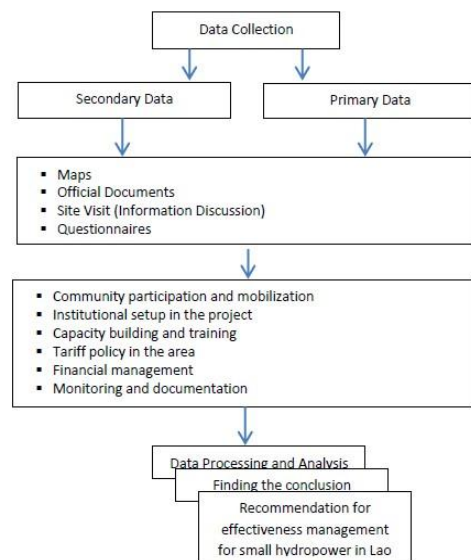 Data Collection
Secondary Data
Primary Data
▪ Maps
▪ Official Documents
▪ Site Visit (Information Discussion)
▪ Questionnaires
▪ Community participation and mobilization
▪ Institutional setup in the project
▪ Capacity building and training
▪ Tariff policy in the area
▪ Financial management
▪ Monitoring and documentation
Data Processing and Analysis
Finding the conclusion
Recommendation for
effectiveness management
for small hydropower in Lao